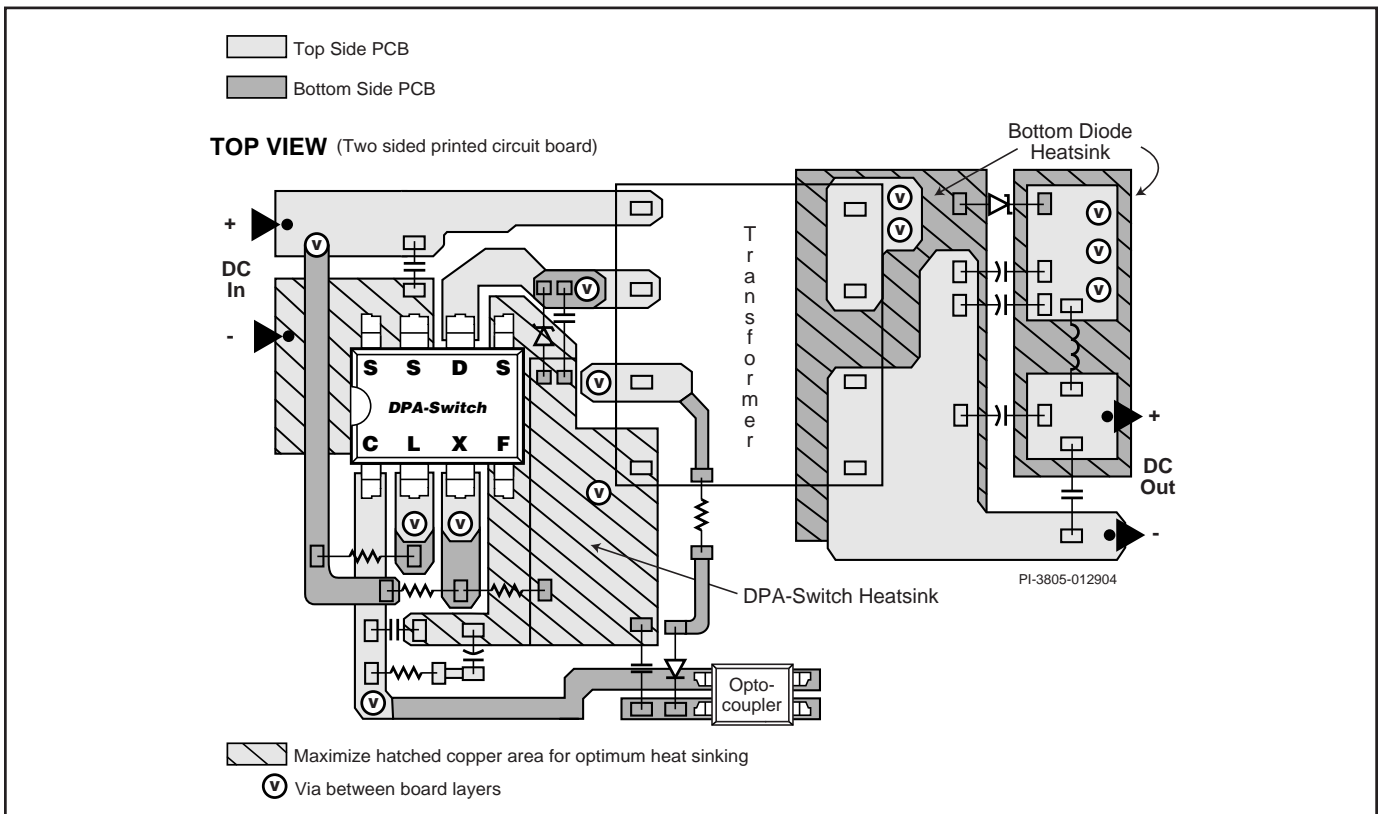 Top Side PCB
Bottom Side PCB
TOP VIEW (Two sided printed circuit board)
Bottom Diode
Heatsink
+
DC
In
-
V
V
V
V
V
V
V
V
V
V
V
V
S S D S
DPA-Switch
C L X F
Transformer
+
DC
Out
-
PI-3805-012904
DPA-Switch Heatsink
Opto-
coupler
Maximize hatched copper area for optimum heat sinking
V Via between board layers